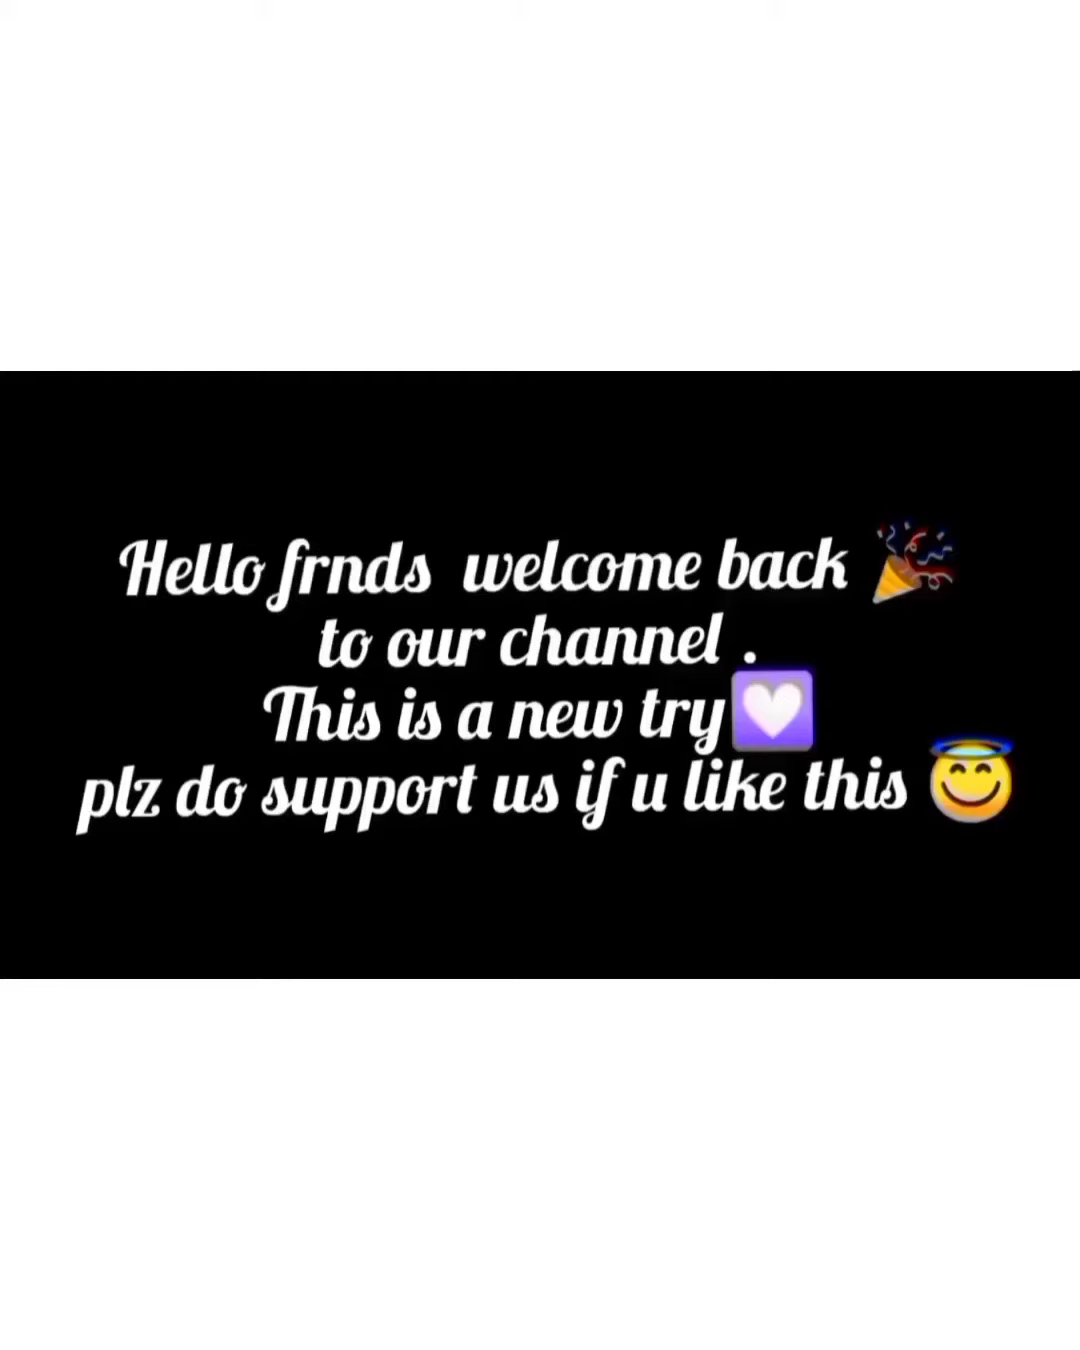 Hello frnds welcome back 🎉
to our channel .
This is a new try 💟
plz do support us if u like this 😇